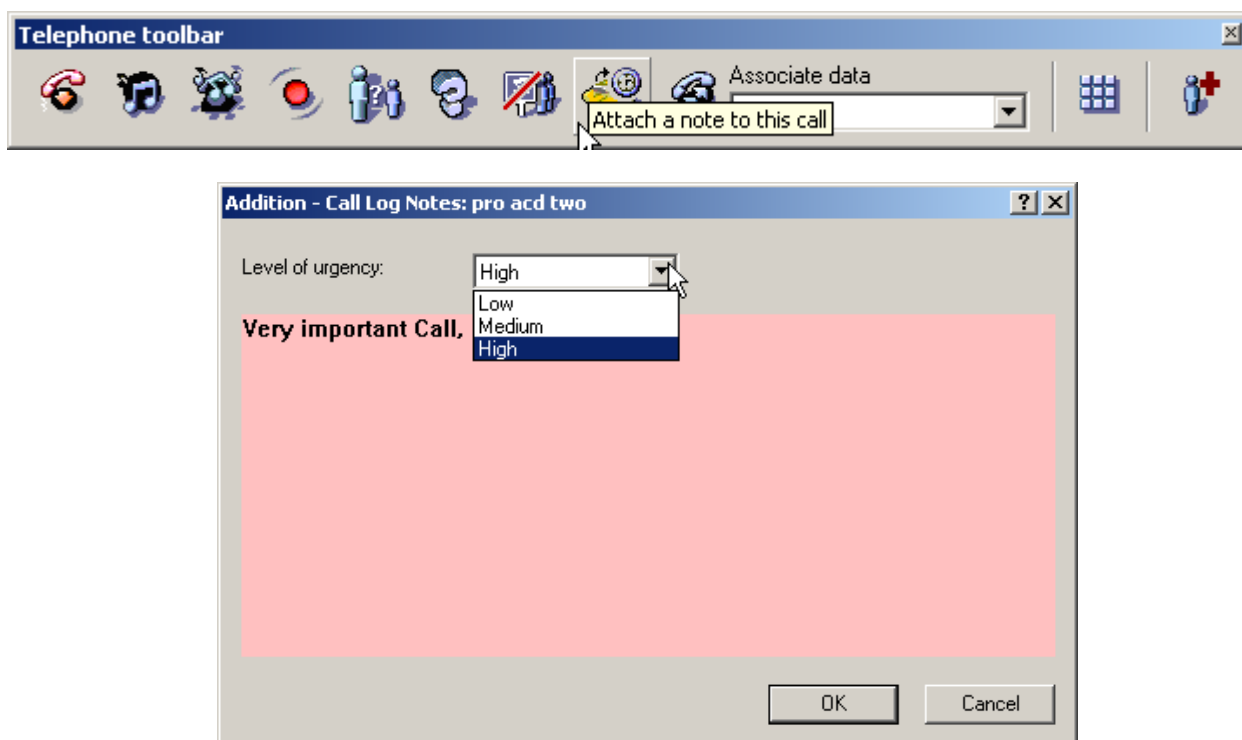 Telephone toolbar
Associate data
Attach a note to this call
Addition - Call Log Notes: pro acd two
Level of urgency:
High
Low
Medium
High
Very important Call,
OK
Cancel